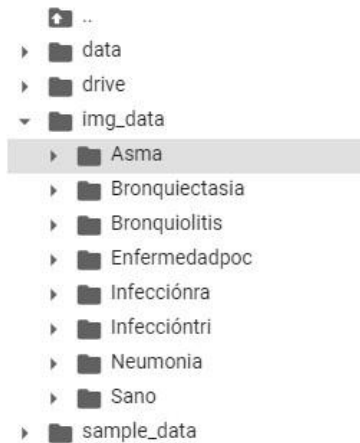 ..
data
drive
img_data
Asma
Bronquiectasia
Bronquiolitis
Enfermedadpoc
Infecciónra
Infeccióntri
Neumonia
Sano
sample_data